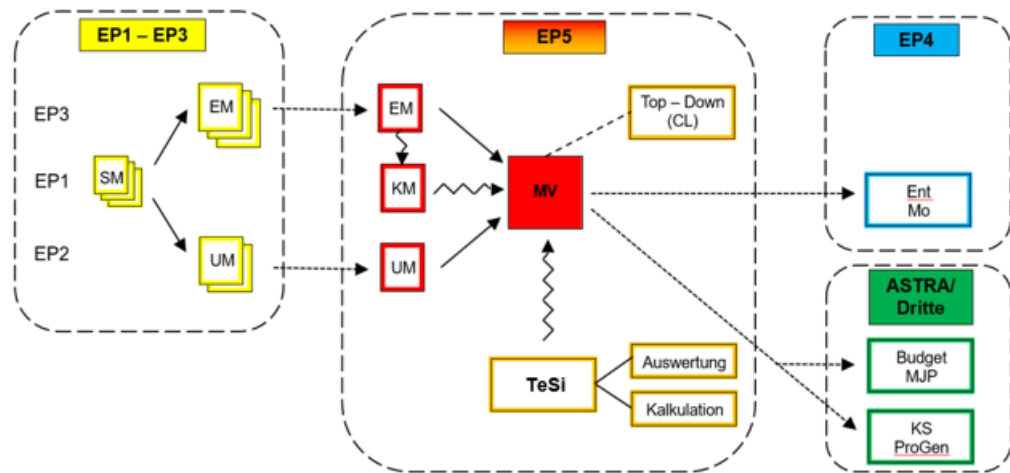 EP1 – EP3
EP3
EP1
EP2
SM
EM
UM
EP5
EM
KM
UM
MV
Top – Down
(CL)
TeSi
Auswertung
Kalkulation
EP4
Ent
Mo
ASTRA/
Dritte
Budget
MJP
KS
ProGen